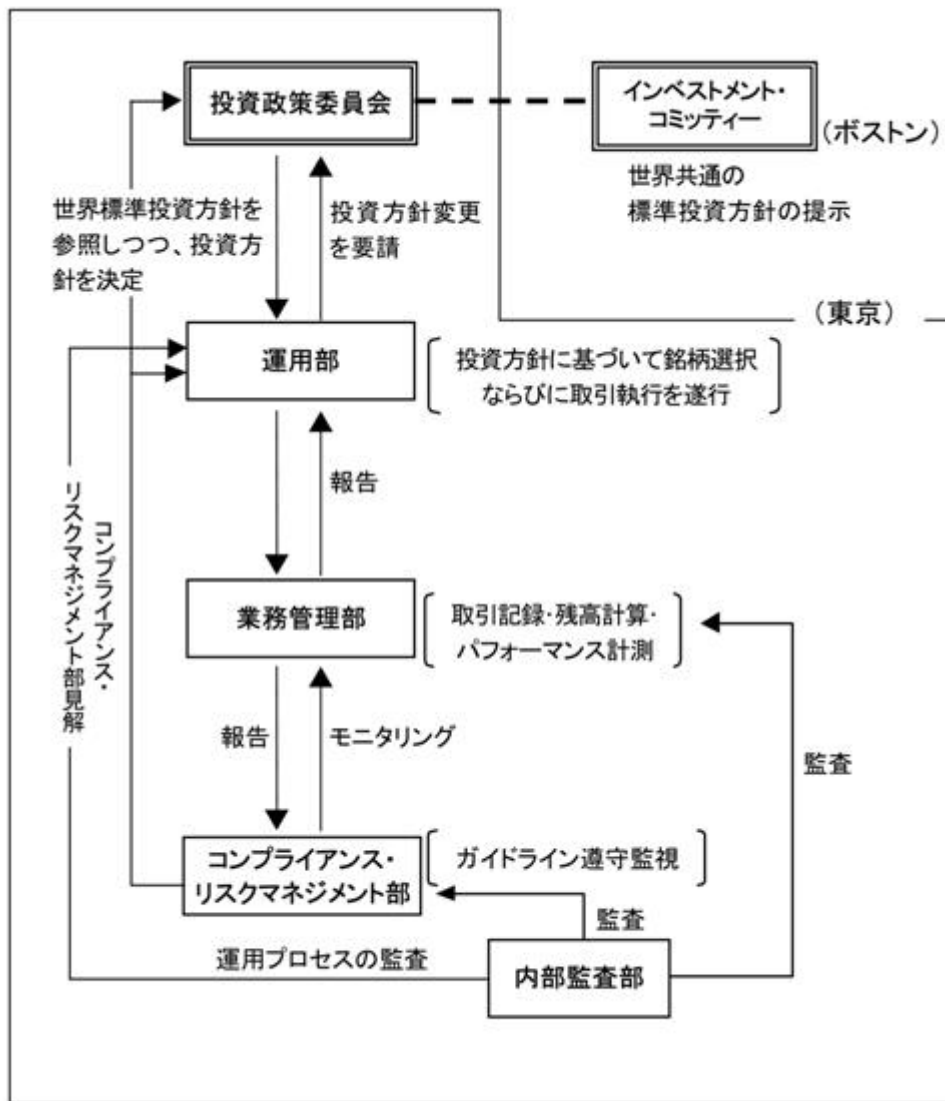 投資政策委員会
インベストメント・
コミッティー
(ボストン)
世界共通の
標準投資方針の提示
世界標準投資方針を
参照しつつ、投資方
針を決定
投資方針変更
を要請
(東京)
運用部
投資方針に基づいて銘柄選択
ならびに取引執行を遂行
報告
コンプライアンス・
リスクマネジメント部見解
業務管理部
取引記録・残高計算・
パフォーマンス計測
報告
モニタリング
監査
コンプライアンス・
リスクマネジメント部
ガイドライン遵守監視
監査
運用プロセスの監査
内部監査部